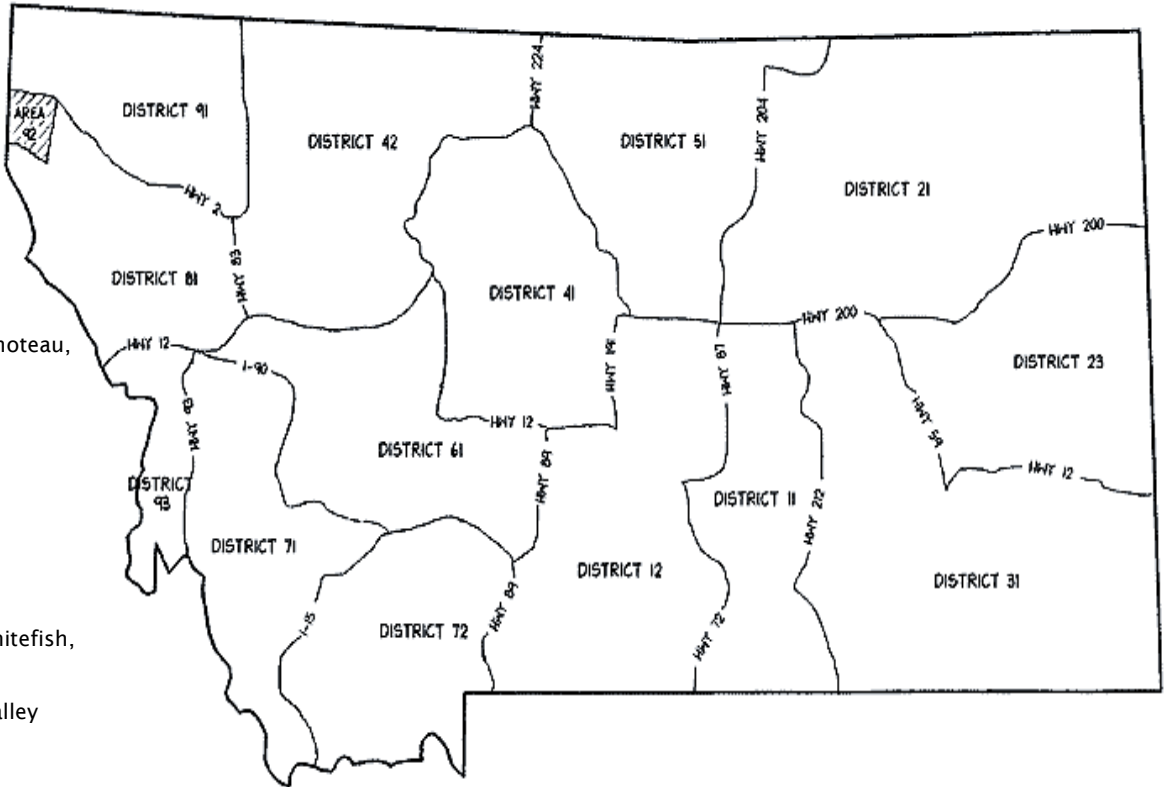 HWY 224
AREA
92
DISTRICT 91
DISTRICT 42
DISTRICT 51
HWY 204
HWY 2
DISTRICT 21
HWY 200
HWY 83
DISTRICT 81
DISTRICT 41
HWY 12
HWY 200
noteau,
I-90
HWY 191
HWY 87
DISTRICT 23
HWY 93
HWY 12
HWY 59
DISTRICT 61
HWY 89
HWY 12
DISTRICT
93
DISTRICT 11
HWY 212
DISTRICT 71
DISTRICT 12
DISTRICT 31
I-15
DISTRICT 72
HWY 89
HWY 72
hitefish,
alley